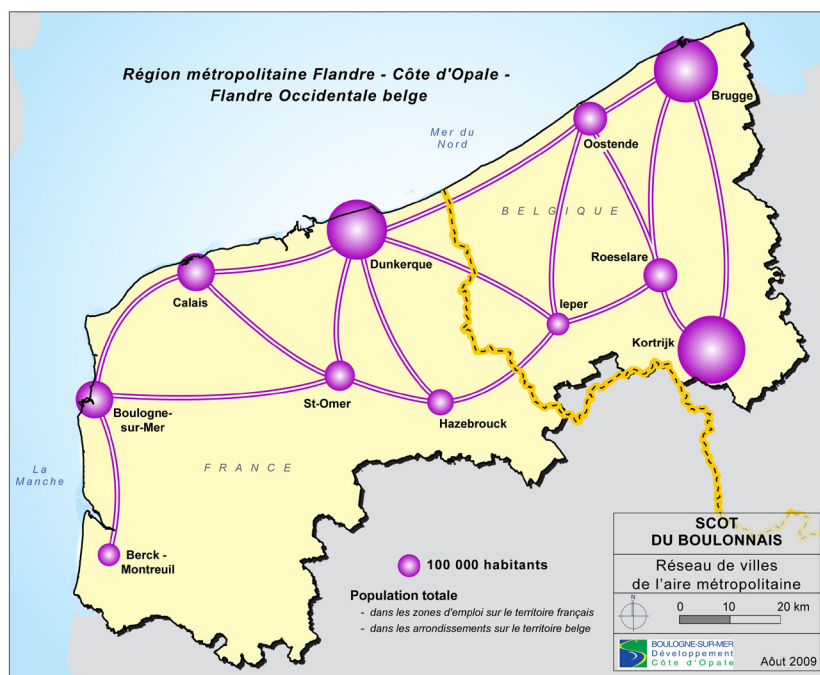 Région métropolitaine Flandre - Côte d'Opale -
Flandre Occidentale belge
Mer du
Nord
Brugge
Oostende
BELGIQUE
Dunkerque
Roeselare
Calais
Ieper
Kortrijk
St-Omer
Boulogne-
sur-Mer
Hazebrouck
FRANCE
La
Manche
Berck -
Montreuil
100 000 habitants
Population totale
- dans les zones d'emploi sur le territoire français
- dans les arrondissements sur le territoire belge
SCOT
DU BOULONNAIS
Réseau de villes
de l'aire métropolitaine
N
0 10 20 km
BOULOGNE-SUR-MER
Développement
Côte d'Opale
Aôut 2009